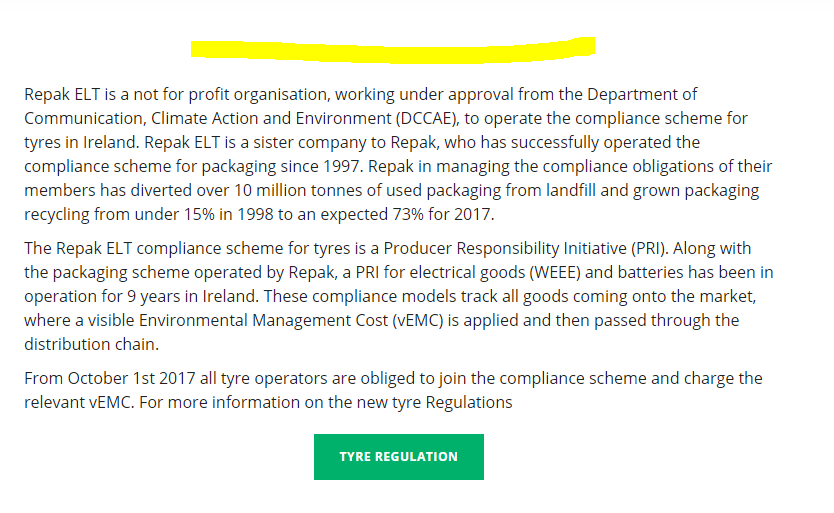 Repak ELT is a not for profit organisation, working under approval from the Department of
Communication, Climate Action and Environment (DCCAE), to operate the compliance scheme for
tyres in Ireland. Repak ELT is a sister company to Repak, who has successfully operated the
compliance scheme for packaging since 1997. Repak in managing the compliance obligations of their
members has diverted over 10 million tonnes of used packaging from landfill and grown packaging
recycling from under 15% in 1998 to an expected 73% for 2017.
The Repak ELT compliance scheme for tyres is a Producer Responsibility Initiative (PRI). Along with
the packaging scheme operated by Repak, a PRI for electrical goods (WEEE) and batteries has been in
operation for 9 years in Ireland. These compliance models track all goods coming onto the market,
where a visible Environmental Management Cost (vEMC) is applied and then passed through the
distribution chain.
From October 1st 2017 all tyre operators are obliged to join the compliance scheme and charge the
relevant vEMC. For more information on the new tyre Regulations
TYRE REGULATION